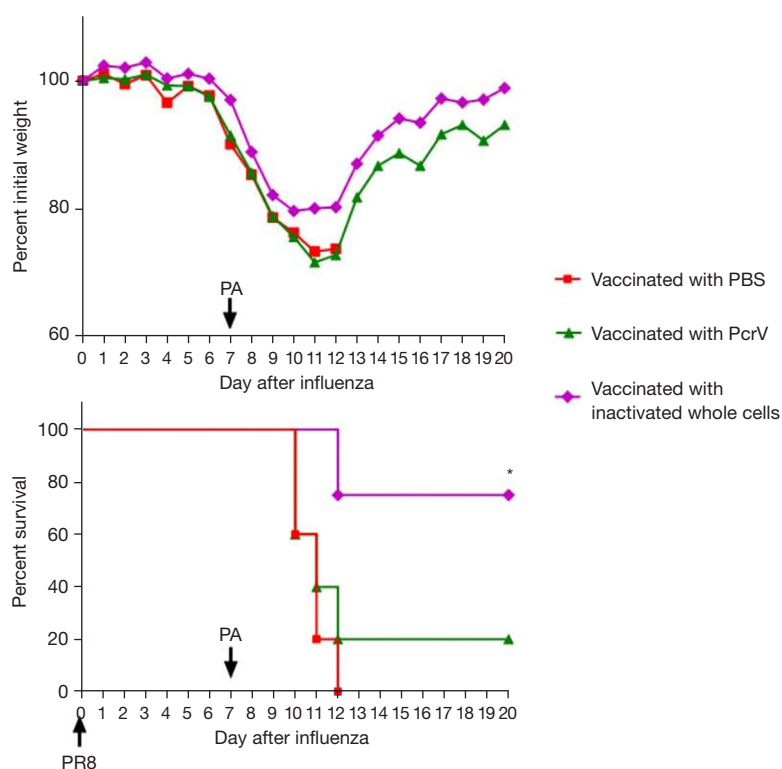 100
80
60
Percent initial weight
PA
0 1 2 3 4 5 6 7 8 9 10 11 12 13 14 15 16 17 18 19 20
Day after influenza
Vaccinated with PBS
Vaccinated with PcrV
Vaccinated with
inactivated whole cells
100
80
60
40
20
0
Percent survival
*
PA
0 1 2 3 4 5 6 7 8 9 10 11 12 13 14 15 16 17 18 19 20
Day after influenza
PR8